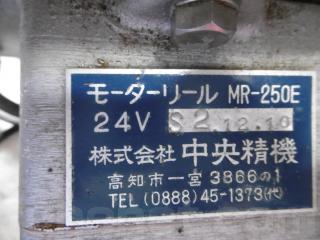 モーターリール MR-250E
24V S2.12.10
株式会社 中央精機
高知市一宮 3866の1
TEL (0888) 45-1373(代)